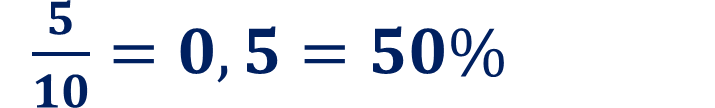 5/10 = 0,5 = 50%